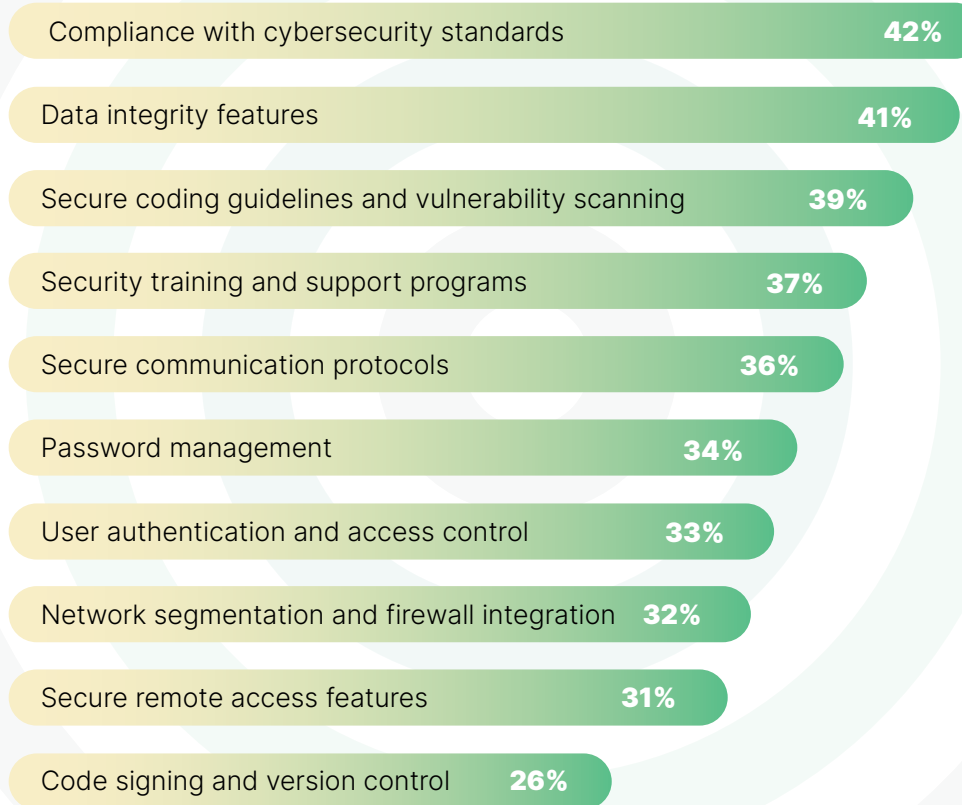 Compliance with cybersecurity standards 42%
Data integrity features 41%
Secure coding guidelines and vulnerability scanning 39%
Security training and support programs 37%
Secure communication protocols 36%
Password management 34%
User authentication and access control 33%
Network segmentation and firewall integration 32%
Secure remote access features 31%
Code signing and version control 26%